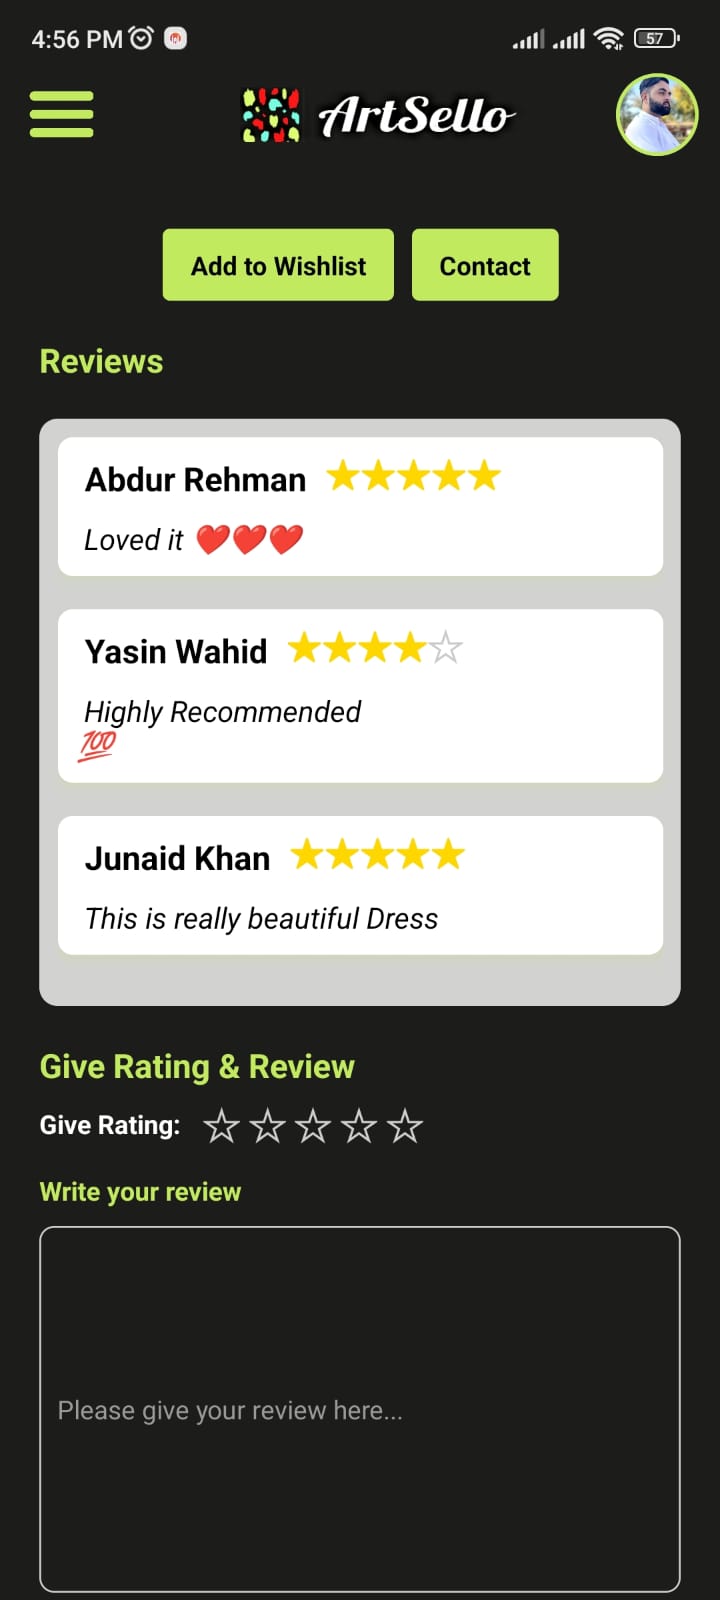 4:56 PM
57
ArtSello
Add to Wishlist
Contact
Reviews
Abdur Rehman
Loved it ❤️❤️❤️
Yasin Wahid
Highly Recommended
💯
Junaid Khan
This is really beautiful Dress
Give Rating & Review
Give Rating:
Write your review
Please give your review here...